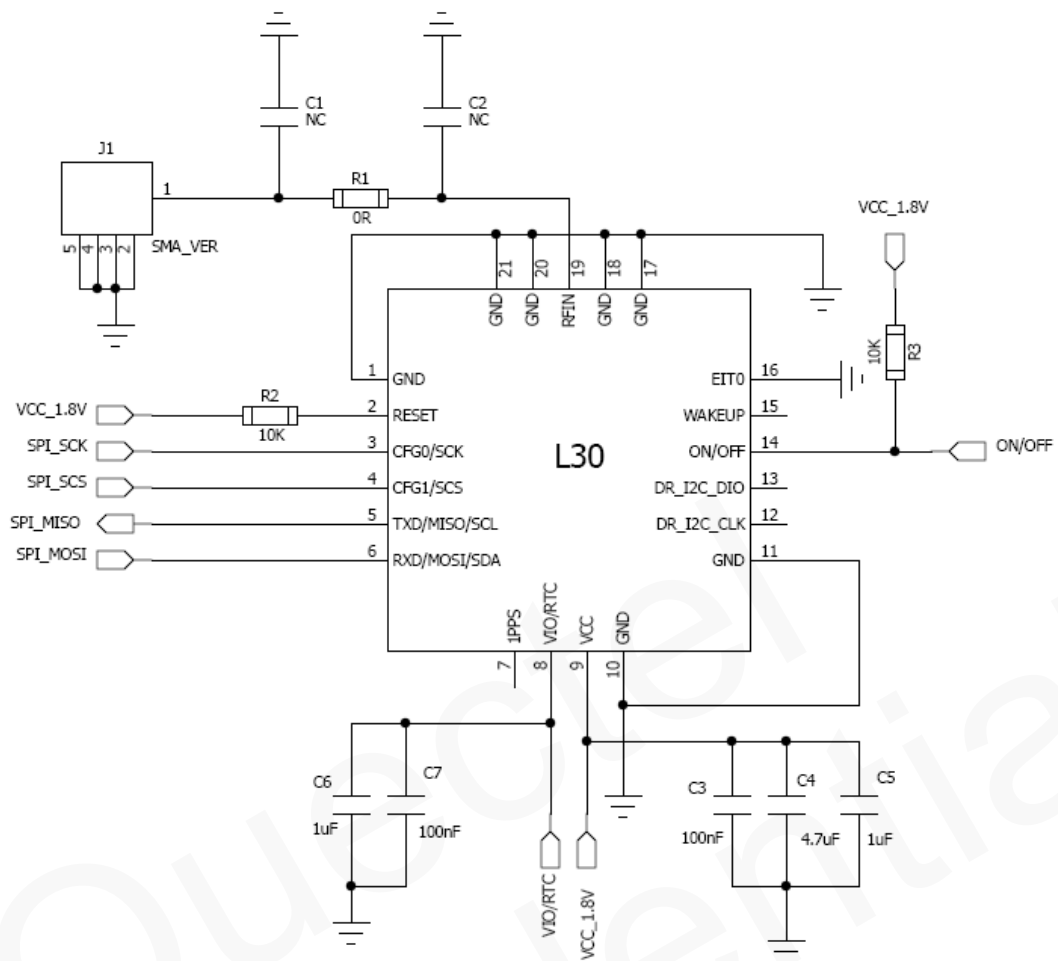 C1
NC
C2
NC
J1
1
R1
0R
SMA_VER
5
4
3
2
VCC_1.8V
21
20
19
18
17
GND
GND
RFIN
GND
GND
10K
R3
1
GND
EIT0
16
VCC_1.8V
R2
10K
2
RESET
WAKEUP
15
SPI_SCK
3
CFG0/SCK
L30
ON/OFF
14
ON/OFF
SPI_SCS
4
CFG1/SCS
DR_I2C_DIO
13
SPI_MISO
5
TXD/MISO/SCL
DR_I2C_CLK
12
SPI_MOSI
6
RXD/MOSI/SDA
GND
11
1PPS
VIO/RTC
VCC
GND
7
8
9
10
C6
1uF
C7
100nF
C3
100nF
C4
4.7uF
C5
1uF
VIO/RTC
VCC_1.8V
Quectel